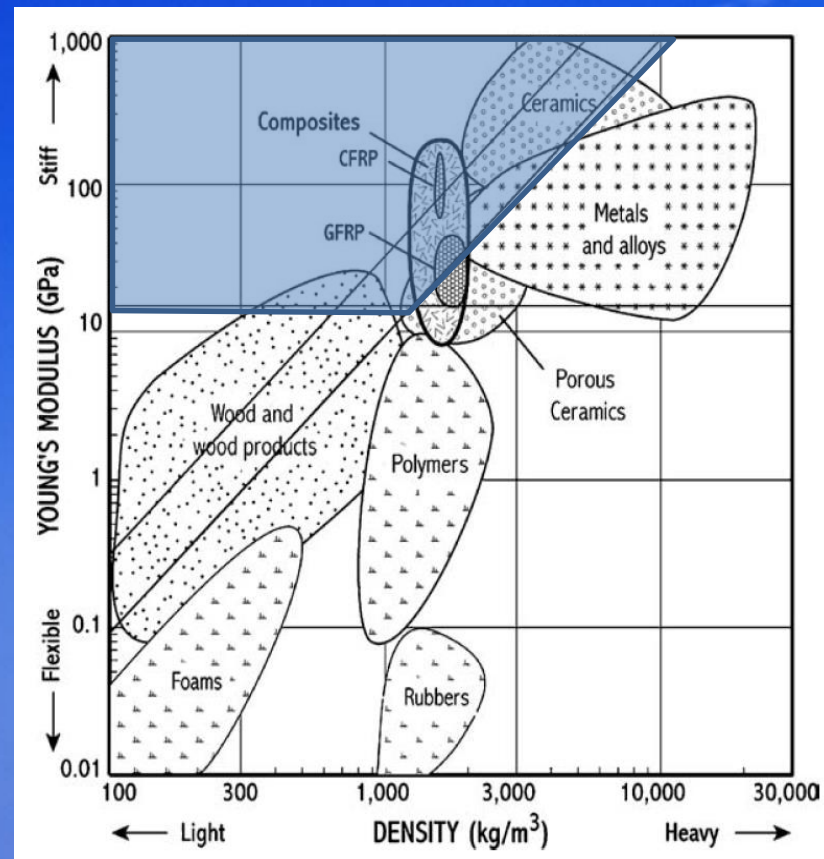 1,000
Stiff
Ceramics
Composites
CFRP
100
Metals
and alloys
GFRP
YOUNG'S MODULUS (GPa)
10
Porous
Ceramics
Wood and
wood products
Polymers
1
Flexible
0.1
Foams
Rubbers
0.01
100
300
1,000
3,000
10,000
30,000
Light
DENSITY (kg/m³)
Heavy